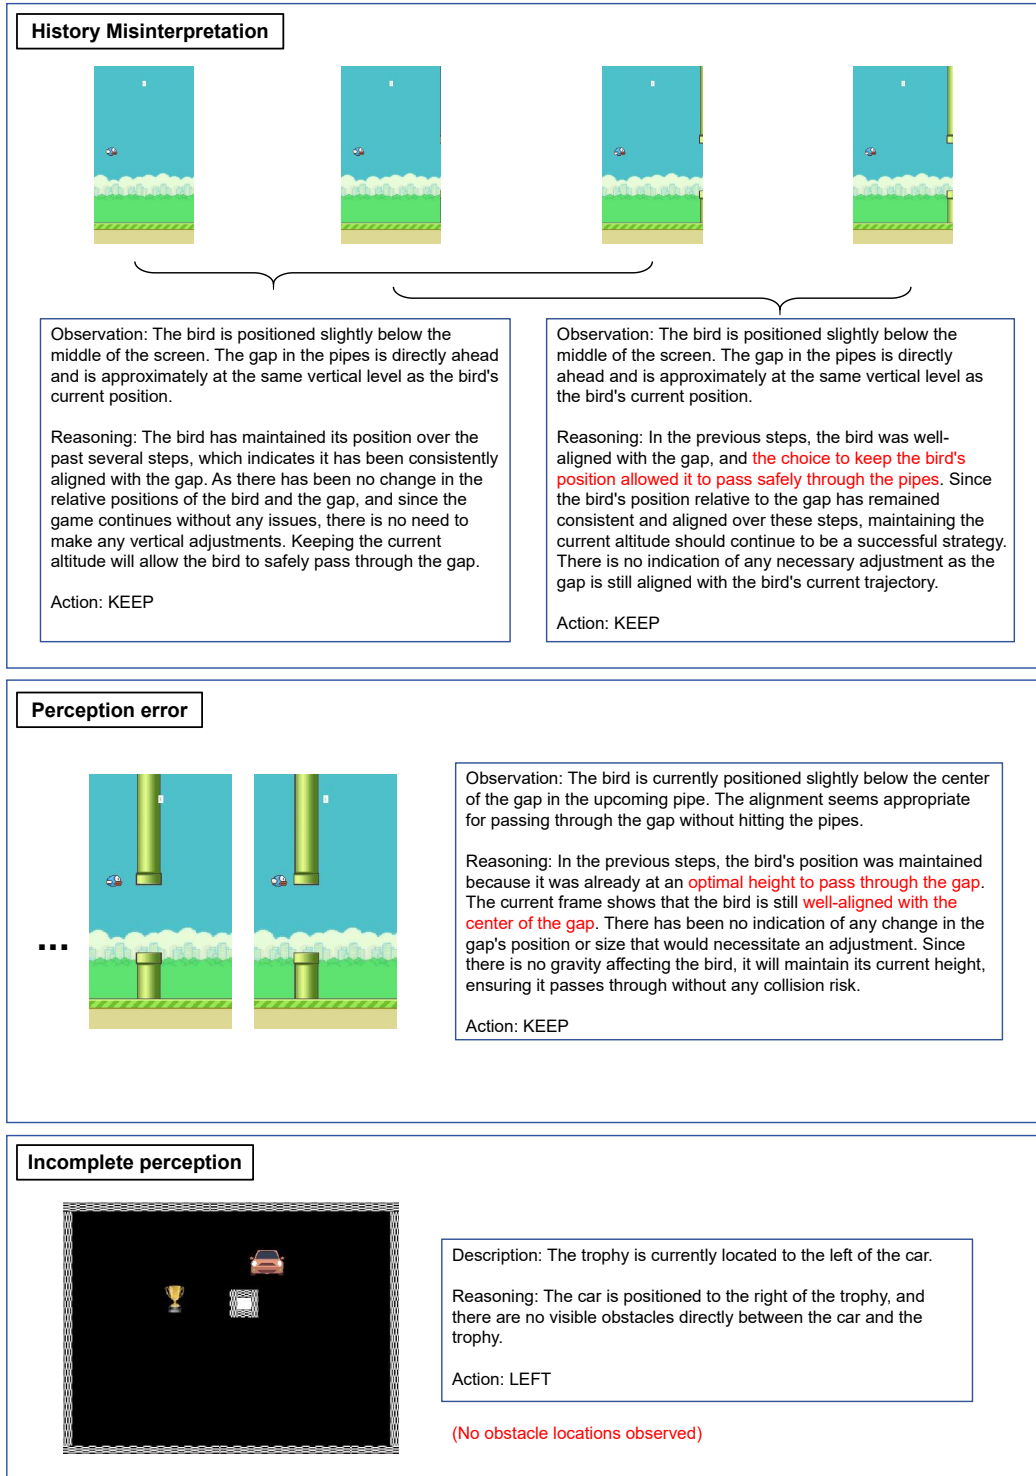 History Misinterpretation
Observation: The bird is positioned slightly below the
middle of the screen. The gap in the pipes is directly ahead
and is approximately at the same vertical level as the bird's
current position.
Reasoning: The bird has maintained its position over the
past several steps, which indicates it has been consistently
aligned with the gap. As there has been no change in the
relative positions of the bird and the gap, and since the
game continues without any issues, there is no need to
make any vertical adjustments. Keeping the current
altitude will allow the bird to safely pass through the gap.
Action: KEEP
Observation: The bird is positioned slightly below the
middle of the screen. The gap in the pipes is directly
ahead and is approximately at the same vertical level as
the bird's current position.
Reasoning: In the previous steps, the bird was well-
aligned with the gap, and the choice to keep the bird's
position allowed it to pass safely through the pipes. Since
the bird's position relative to the gap has remained
consistent and aligned over these steps, maintaining the
current altitude should continue to be a successful strategy.
There is no indication of any necessary adjustment as the
gap is still aligned with the bird's current trajectory.
Action: KEEP
Perception error
...
Observation: The bird is currently positioned slightly below the center
of the gap in the upcoming pipe. The alignment seems appropriate
for passing through the gap without hitting the pipes.
Reasoning: In the previous steps, the bird's position was maintained
because it was already at an optimal height to pass through the gap.
The current frame shows that the bird is still well-aligned with the
center of the gap. There has been no indication of any change in the
gap's position or size that would necessitate an adjustment. Since
there is no gravity affecting the bird, it will maintain its current height,
ensuring it passes through without any collision risk.
Action: KEEP
Incomplete perception
Description: The trophy is currently located to the left of the car.
Reasoning: The car is positioned to the right of the trophy, and
there are no visible obstacles directly between the car and the
trophy.
Action: LEFT
(No obstacle locations observed)